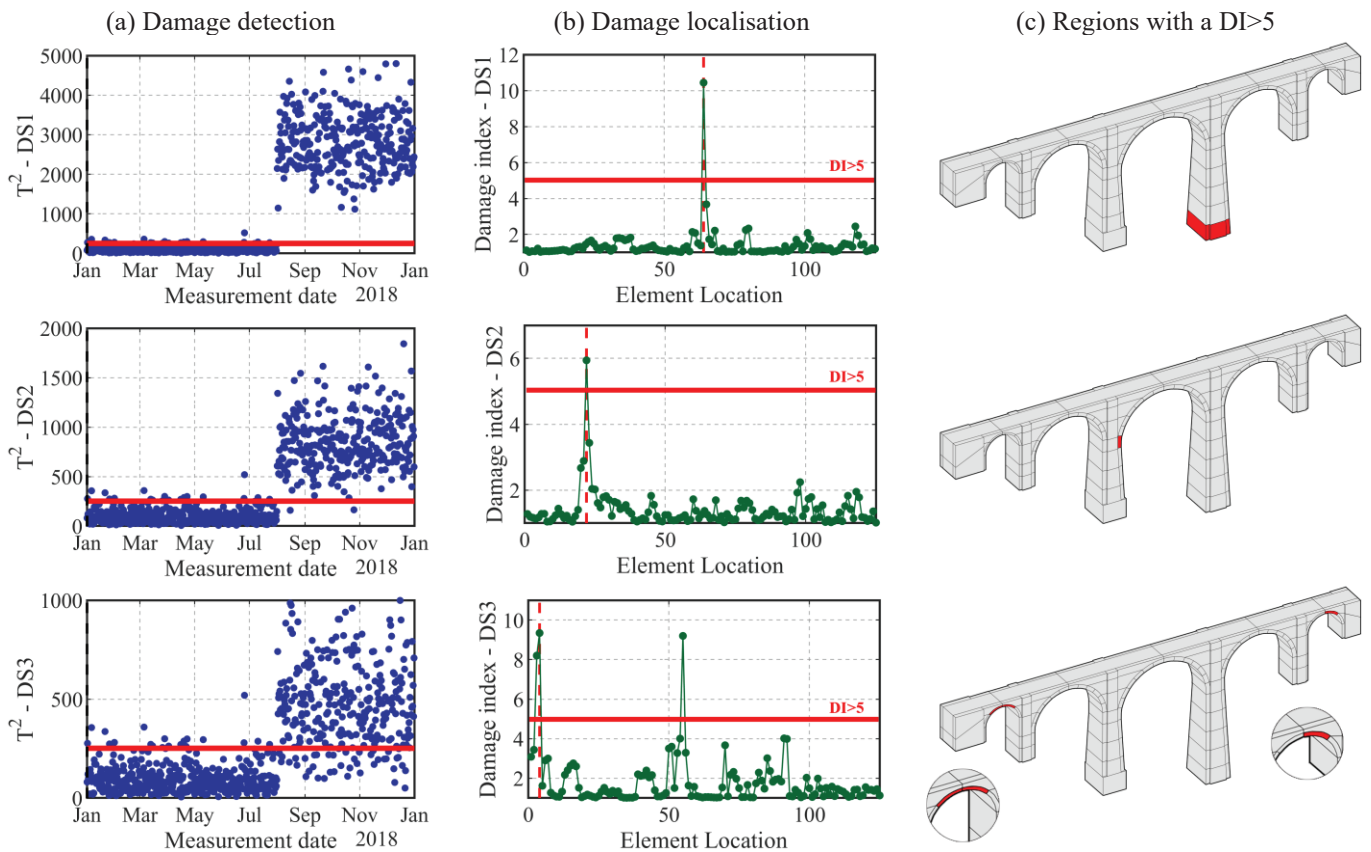 (a) Damage detection
(b) Damage localisation
(c) Regions with a DI>5
T² - DS1
5000
4000
3000
2000
1000
0
Jan Mar May Jul Sep Nov Jan
Measurement date 2018
Damage index - DS1
12
10
8
6
4
2
DI>5
0 50 100
Element Location
T² - DS2
2000
1500
1000
500
0
Jan Mar May Jul Sep Nov Jan
Measurement date 2018
Damage index - DS2
6
4
2
DI>5
0 50 100
Element Location
T² - DS3
1000
500
0
Jan Mar May Jul Sep Nov Jan
Measurement date 2018
Damage index - DS3
10
8
6
4
2
DI>5
0 50 100
Element Location